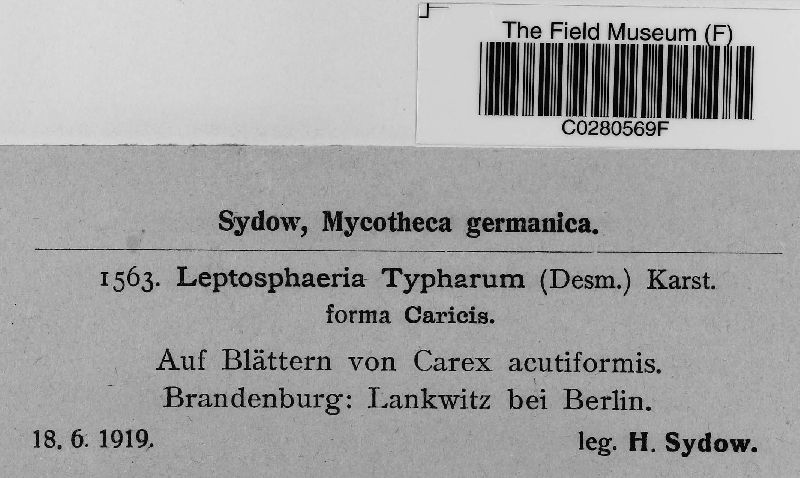 The Field Museum (F)
C0280569F
Sydow, Mycotheca germanica.
1563. Leptosphaeria Typharum (Desm.) Karst.
forma Caricis.
Auf Blättern von Carex acutiformis.
Brandenburg: Lankwitz bei Berlin.
18. 6. 1919. leg. H. Sydow.